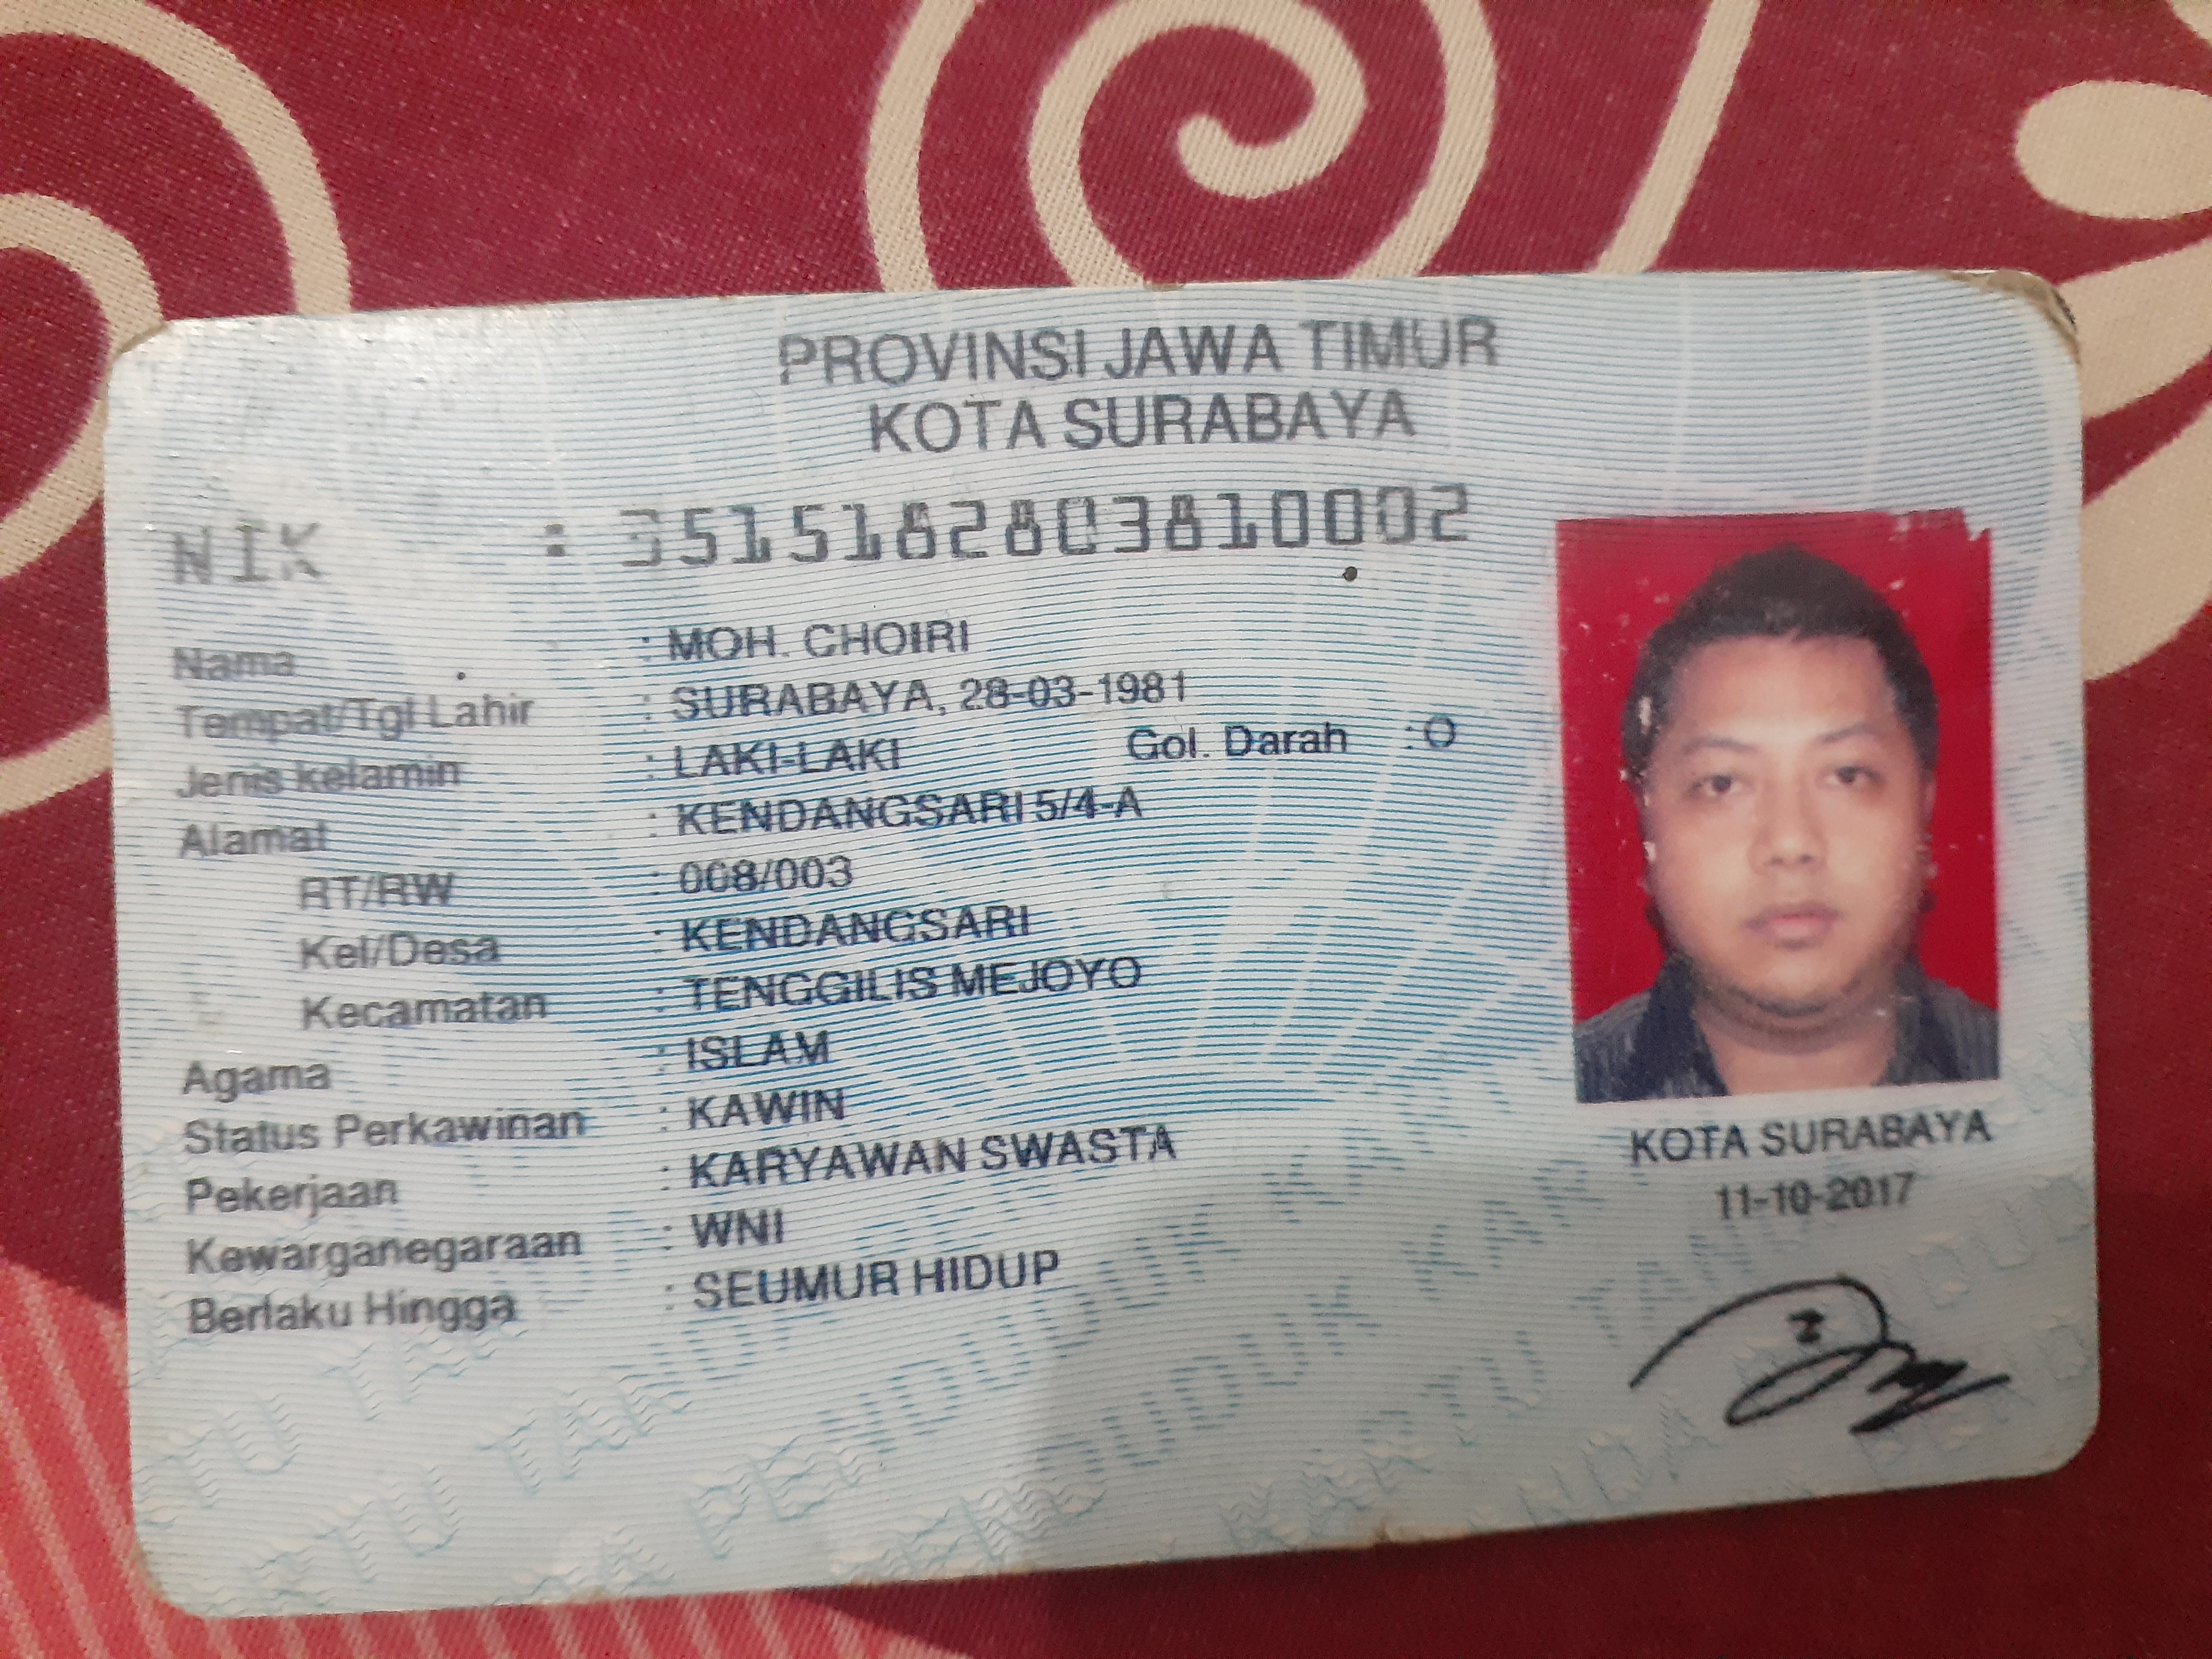 PROVINSI JAWA TIMUR
KOTA SURABAYA
NIK : 3515182803810002
Nama : MOH. CHOIRI
Tempat/Tgl Lahir : SURABAYA, 28-03-1981
Jenis kelamin : LAKI-LAKI Gol. Darah : O
Alamat : KENDANGSARI 5/4-A
RT/RW : 008/003
Kel/Desa : KENDANGSARI
Kecamatan : TENGGILIS MEJOYO
Agama : ISLAM
Status Perkawinan : KAWIN
Pekerjaan : KARYAWAN SWASTA
Kewarganegaraan : WNI
Berlaku Hingga : SEUMUR HIDUP
KOTA SURABAYA
11-10-2017